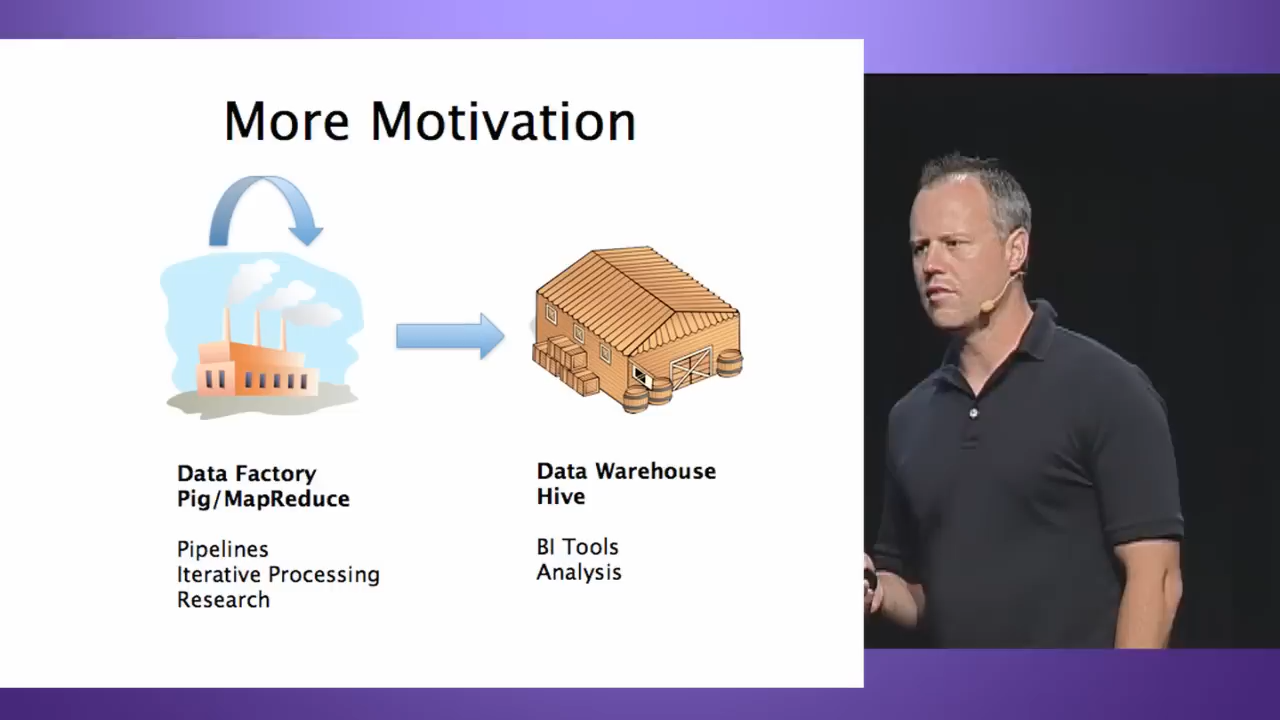 More Motivation
Data Factory
Pig/MapReduce
Pipelines
Iterative Processing
Research
Data Warehouse
Hive
BI Tools
Analysis